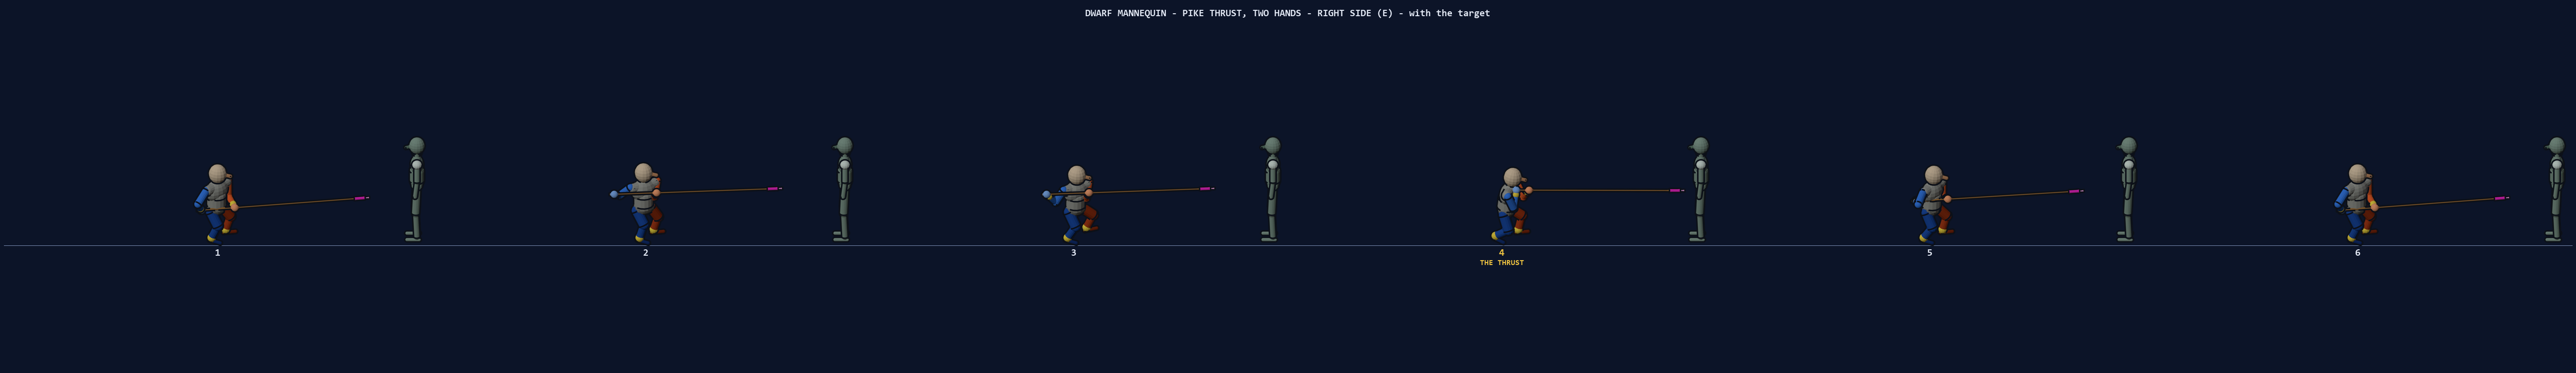 DWARF MANNEQUIN - PIKE THRUST, TWO HANDS - RIGHT SIDE (E) - with the target
1 2 3 4 5 6
THE THRUST